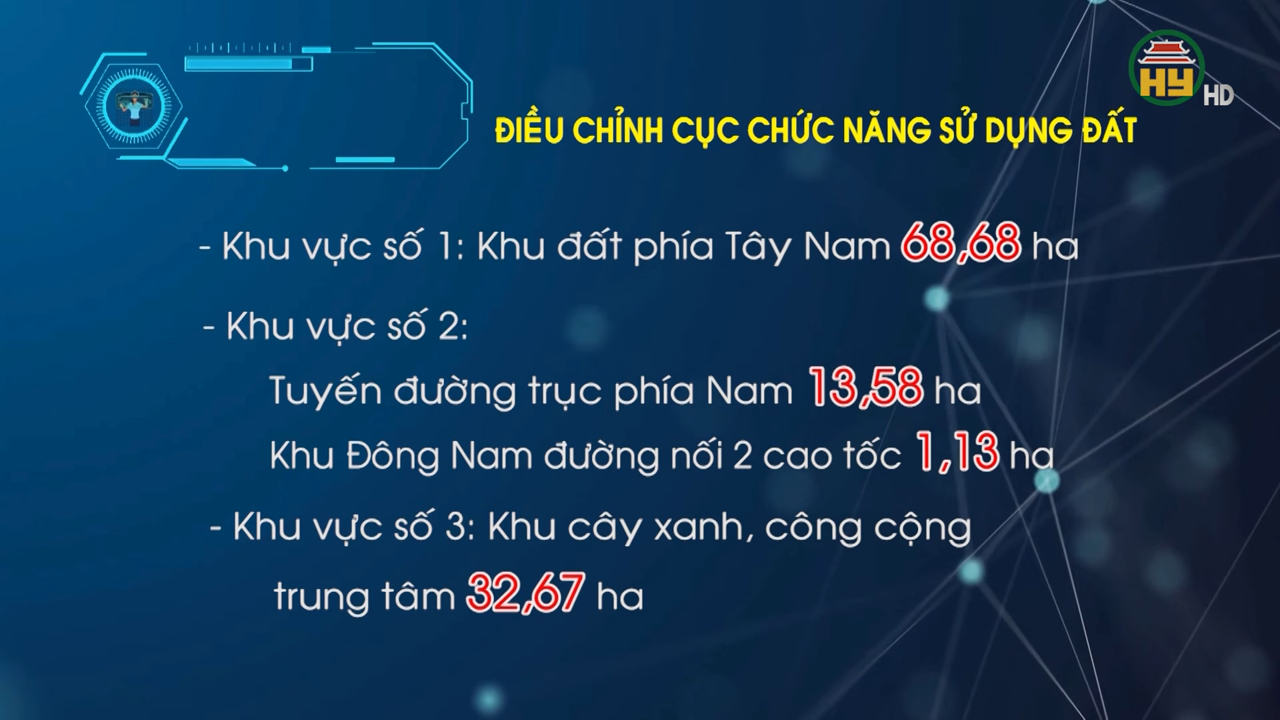 HY HD
ĐIỀU CHỈNH CỤC CHỨC NĂNG SỬ DỤNG ĐẤT
- Khu vực số 1: Khu đất phía Tây Nam 68,68 ha
- Khu vực số 2:
Tuyến đường trục phía Nam 13,58 ha
Khu Đông Nam đường nối 2 cao tốc 1,13 ha
- Khu vực số 3: Khu cây xanh, công cộng
trung tâm 32,67 ha